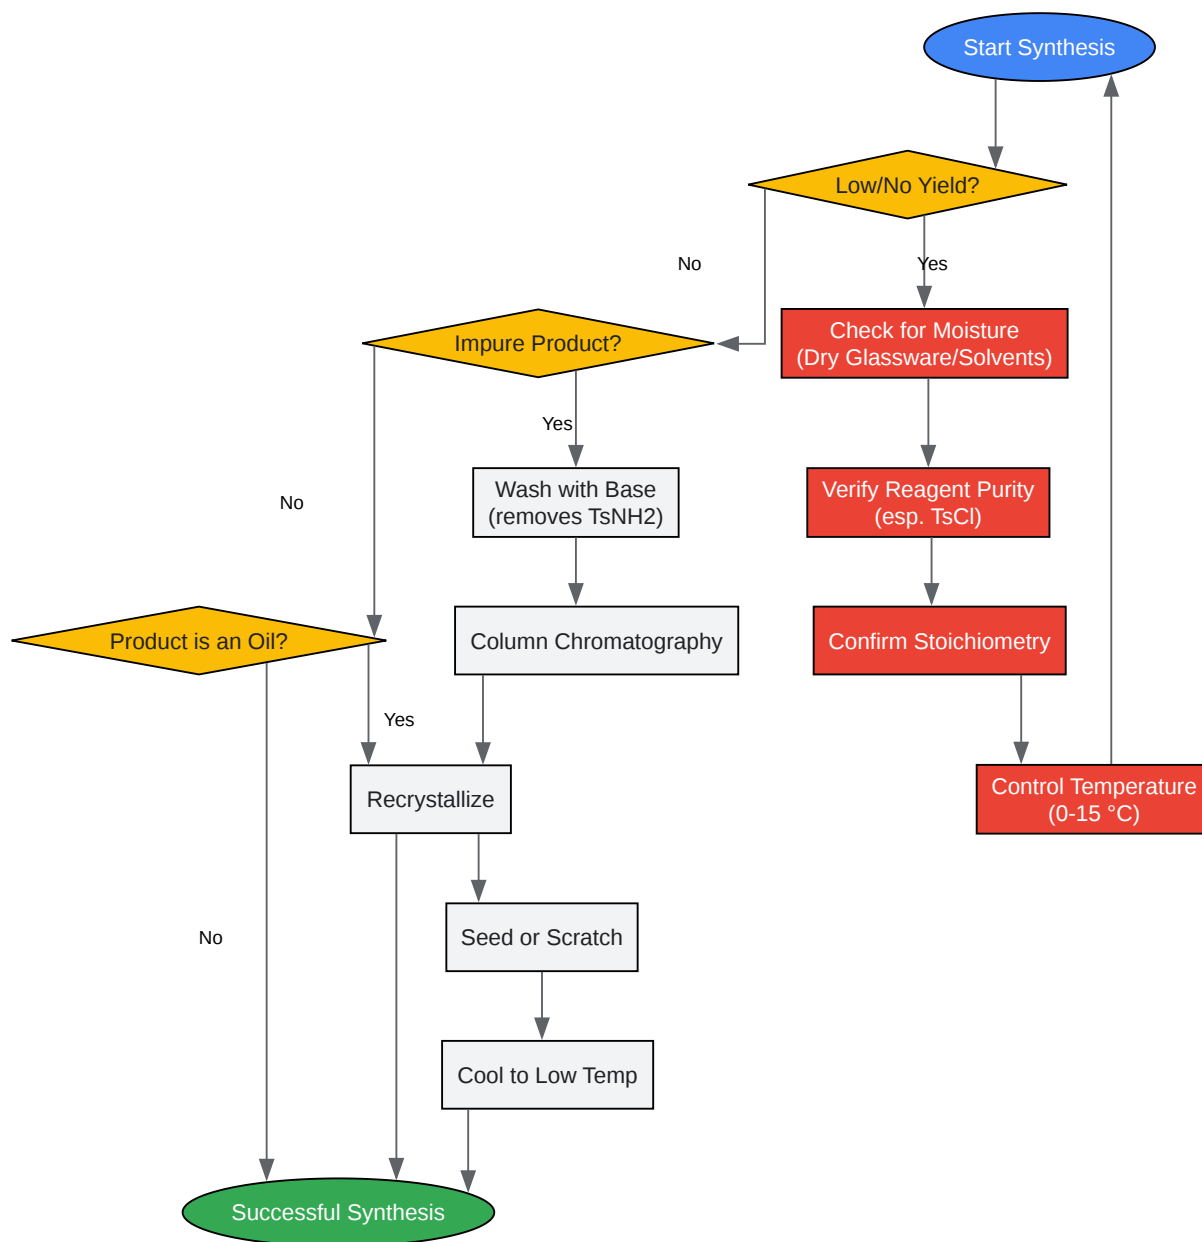 Start Synthesis
Low/No Yield?
No
Yes
Impure Product?
Check for Moisture
(Dry Glassware/Solvents)
Yes
No
Wash with Base
(removes TsNH2)
Verify Reagent Purity
(esp. TsCl)
Product is an Oil?
Column Chromatography
Confirm Stoichiometry
Yes
Recrystallize
Control Temperature
(0-15 °C)
No
Seed or Scratch
Cool to Low Temp
Successful Synthesis